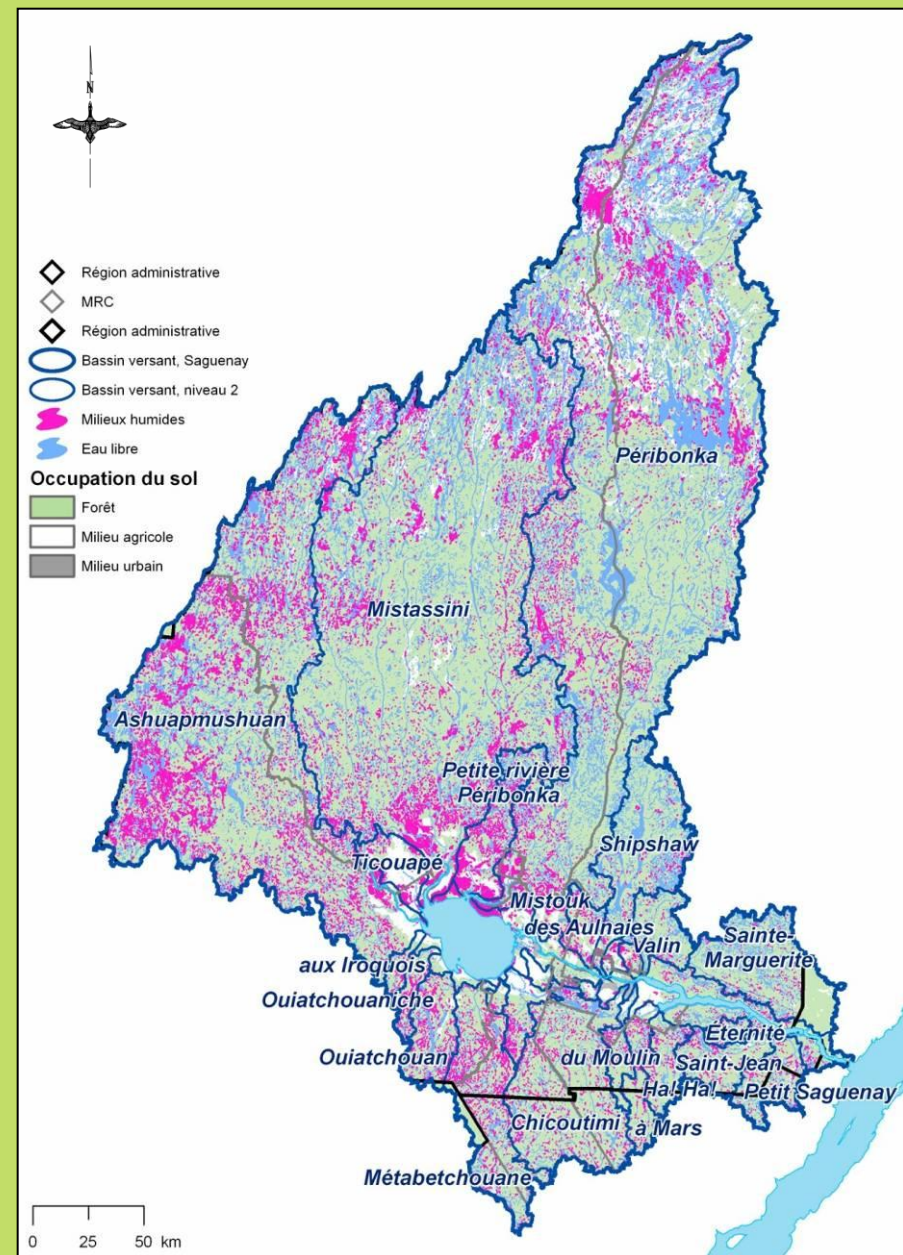 N
Région administrative
MRC
Région administrative
Bassin versant, Saguenay
Bassin versant, niveau 2
Milieux humides
Eau libre
Occupation du sol
Forêt
Milieu agricole
Milieu urbain
Péribonka
Mistassini
Ashuapmushuan
Petite rivière
Péribonka
Shipshaw
Ticouapé
Mistouk
des Aulnaies
Valin
Sainte-
Marguerite
aux Iroquois
Ouiatchouaniche
Eternité
Ouiatchouan
du Moulin
Saint-Jean
Ha! Ha!
Petit Saguenay
Chicoutimi
à Mars
Métabetchouane
0 25 50 km